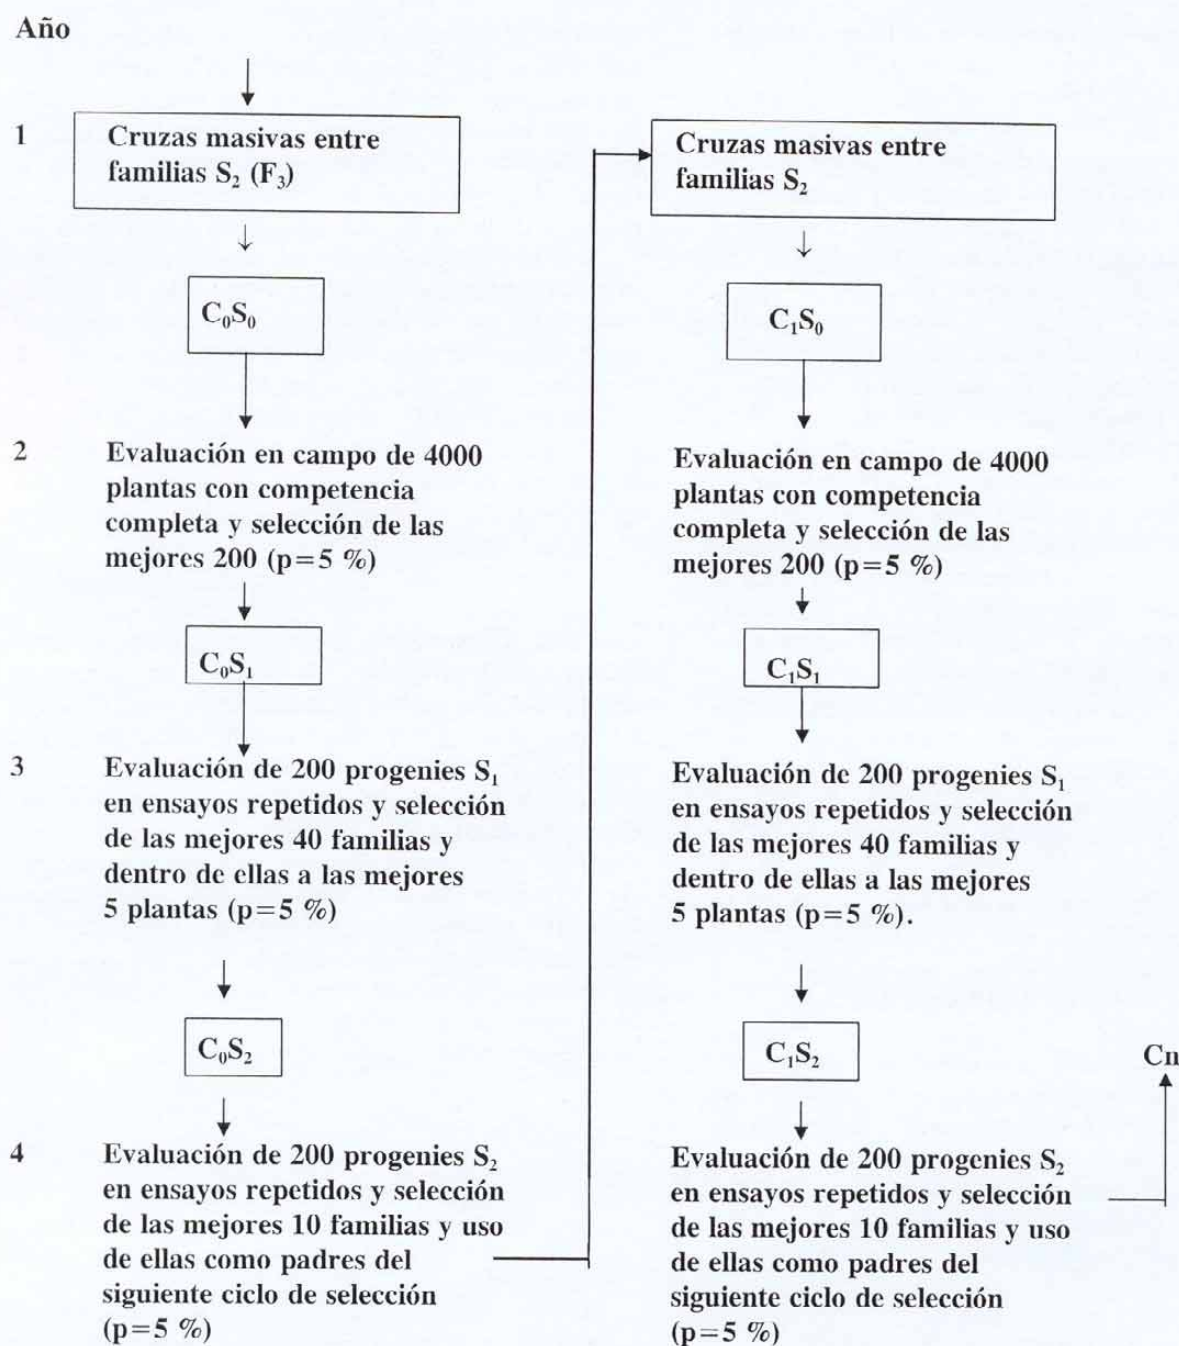 Año
1
Cruzas masivas entre
familias S₂ (F₃)
C₀S₀
2
Evaluación en campo de 4000
plantas con competencia
completa y selección de las
mejores 200 (p=5 %)
C₀S₁
3
Evaluación de 200 progenies S₁
en ensayos repetidos y selección
de las mejores 40 familias y
dentro de ellas a las mejores
5 plantas (p=5 %)
C₀S₂
4
Evaluación de 200 progenies S₂
en ensayos repetidos y selección
de las mejores 10 familias y uso
de ellas como padres del
siguiente ciclo de selección
(p=5 %)
Cruzas masivas entre
familias S₂
C₁S₀
Evaluación en campo de 4000
plantas con competencia
completa y selección de las
mejores 200 (p=5 %)
C₁S₁
Evaluación de 200 progenies S₁
en ensayos repetidos y selección
de las mejores 40 familias y
dentro de ellas a las mejores
5 plantas (p=5 %).
C₁S₂
Evaluación de 200 progenies S₂
en ensayos repetidos y selección
de las mejores 10 familias y uso
de ellas como padres del
siguiente ciclo de selección
(p=5 %)
Cn